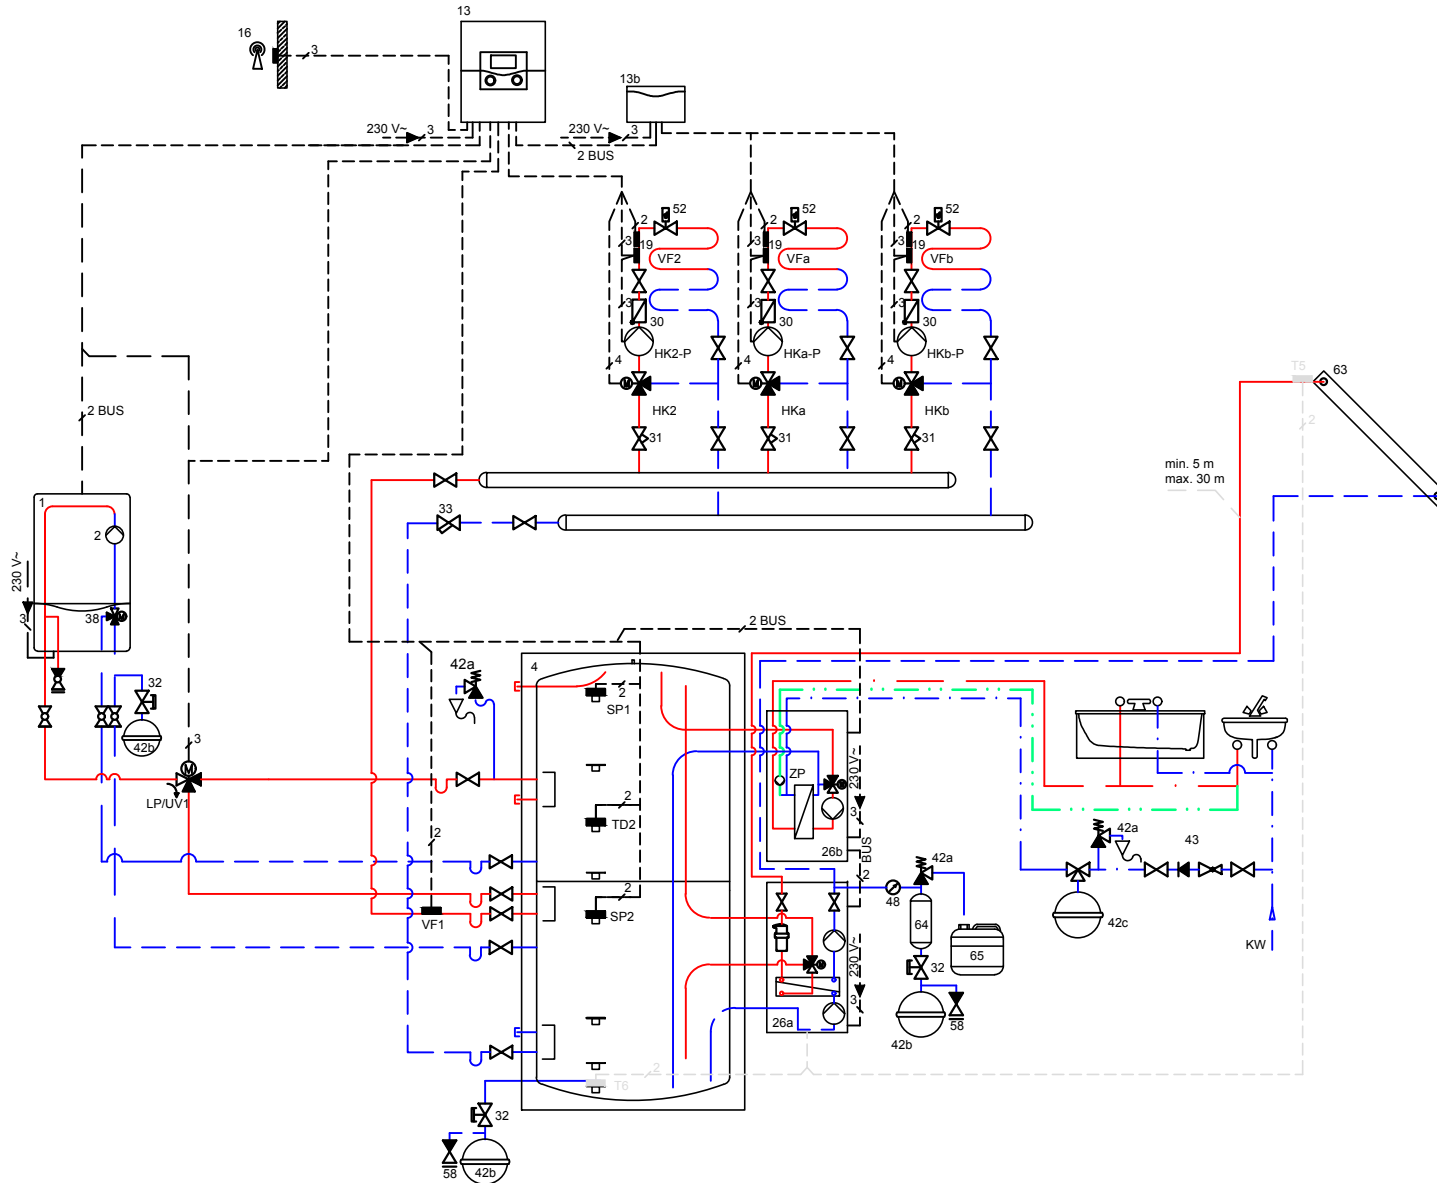 13
16
3
13b
230 V~
3
230 V~
3
2 BUS
2
52
2
52
2
52
3
19
3
19
3
19
VF2
VFa
VFb
3
30
3
30
3
30
HK2-P
HKa-P
HKb-P
4
4
4
HK2
HKa
HKb
31
31
31
T5
63
2
2 BUS
min. 5 m
max. 30 m
1
2
33
230 V~
3
38
2 BUS
32
42b
42a
4
2
SP1
3
LP/UV1
ZP
230 V~
3
2
TD2
2
26b
BUS
2
42a
43
42a
2
SP2
VF1
48
64
65
42c
KW
230 V~
3
32
26a
58
42b
2
T6
32
58
42b